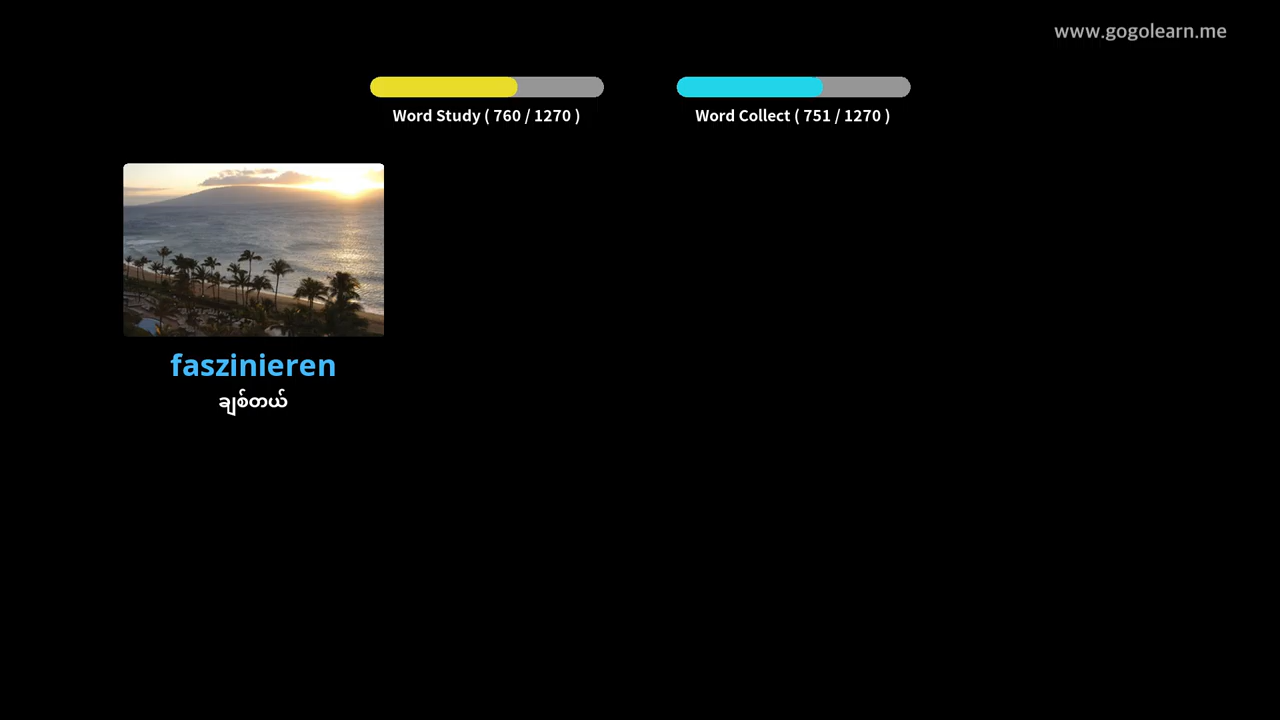 www.gogolearn.me
Word Study ( 760 / 1270 )
Word Collect ( 751 / 1270 )
faszinieren
ချစ်တယ်